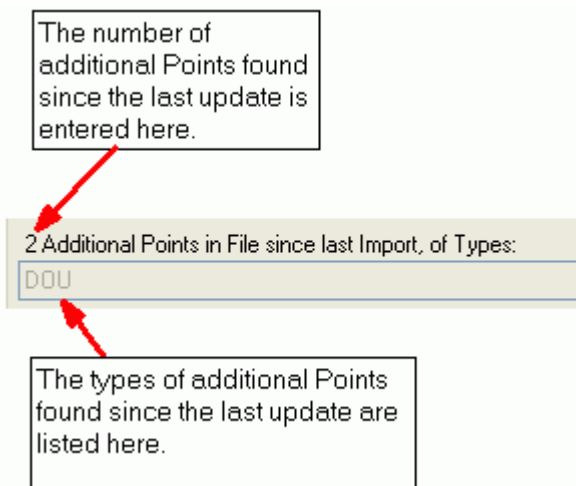 The number of
additional Points found
since the last update is
entered here.
2 Additional Points in File since last Import, of Types:
DOU
The types of additional Points
found since the last update are
listed here.